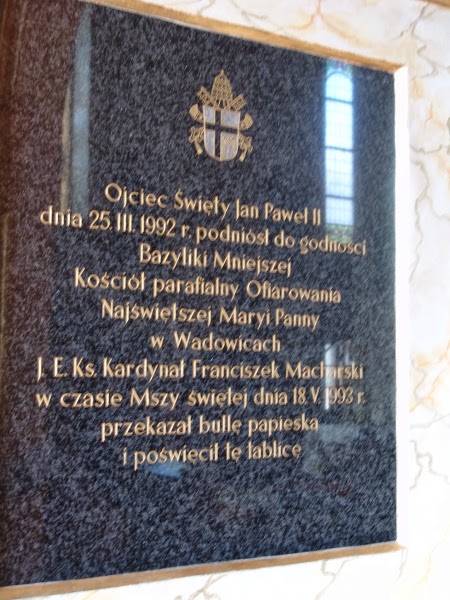 Ojciec Święty Jan Paweł II
dnia 25. III. 1992 r. podniósł do godności
Bazyliki Mniejszej
Kościół parafialny Ofiarowania
Najświętszej Maryi Panny
w Wadowicach
J. E. Ks. Kardynał Franciszek Macharski
w czasie Mszy świętej dnia 18. V. 1993 r.
przekazał bullę papieska
i poświęcił tę tablicę